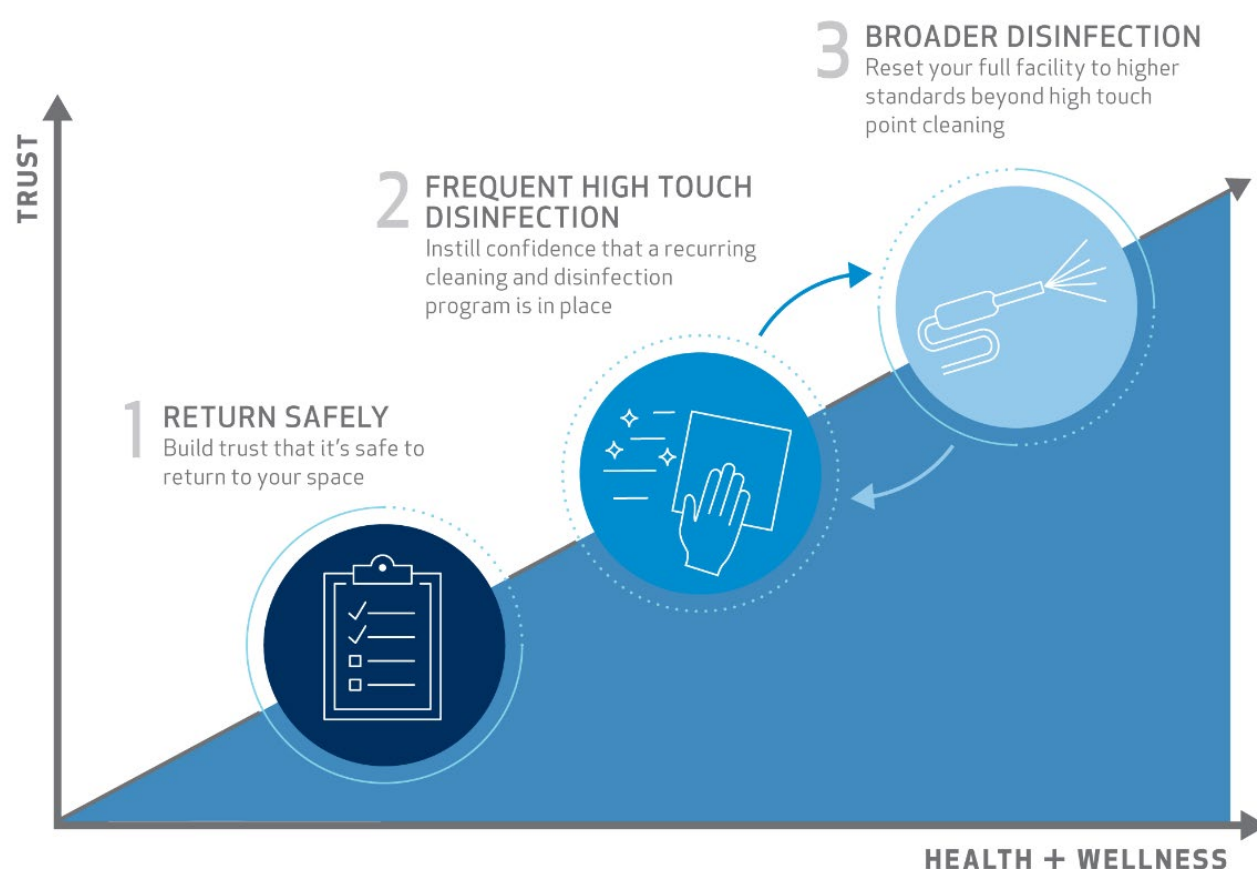 3 BROADER DISINFECTION
Reset your full facility to higher
standards beyond high touch
point cleaning
TRUST
2 FREQUENT HIGH TOUCH
DISINFECTION
Instill confidence that a recurring
cleaning and disinfection
program is in place
1 RETURN SAFELY
Build trust that it's safe to
return to your space
HEALTH + WELLNESS